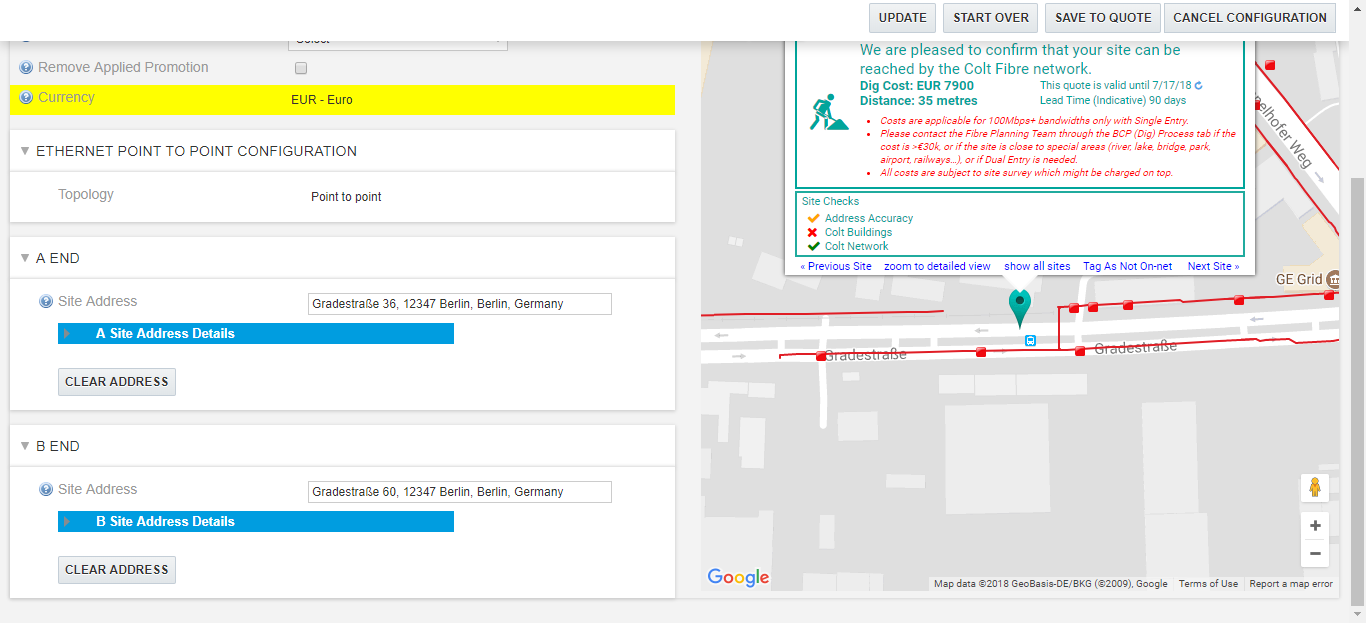 UPDATE
START OVER
SAVE TO QUOTE
CANCEL CONFIGURATION
Remove Applied Promotion
Currency
EUR - Euro
ETHERNET POINT TO POINT CONFIGURATION
Topology
Point to point
A END
Site Address
Gradestraße 36, 12347 Berlin, Berlin, Germany
A Site Address Details
CLEAR ADDRESS
B END
Site Address
Gradestraße 60, 12347 Berlin, Berlin, Germany
B Site Address Details
CLEAR ADDRESS
We are pleased to confirm that your site can be
reached by the Colt Fibre network.
Dig Cost: EUR 7900
This quote is valid until 7/17/18
Distance: 35 metres
Lead Time (Indicative) 90 days
Costs are applicable for 100Mbps+ bandwidths only with Single Entry.
Please contact the Fibre Planning Team through the BCP (Dig) Process tab if the
cost is >€30k, or if the site is close to special areas (river, lake, bridge, park,
airport, railways...), or if Dual Entry is needed.
All costs are subject to site survey which might be charged on top.
Site Checks
Address Accuracy
Colt Buildings
Colt Network
« Previous Site
zoom to detailed view
show all sites
Tag As Not On-net
Next Site »
Weg
GE Grid
Gradestraße
Gradestraße
Google
Map data ©2018 GeoBasis-DE/BKG (©2009), Google
Terms of Use
Report a map error